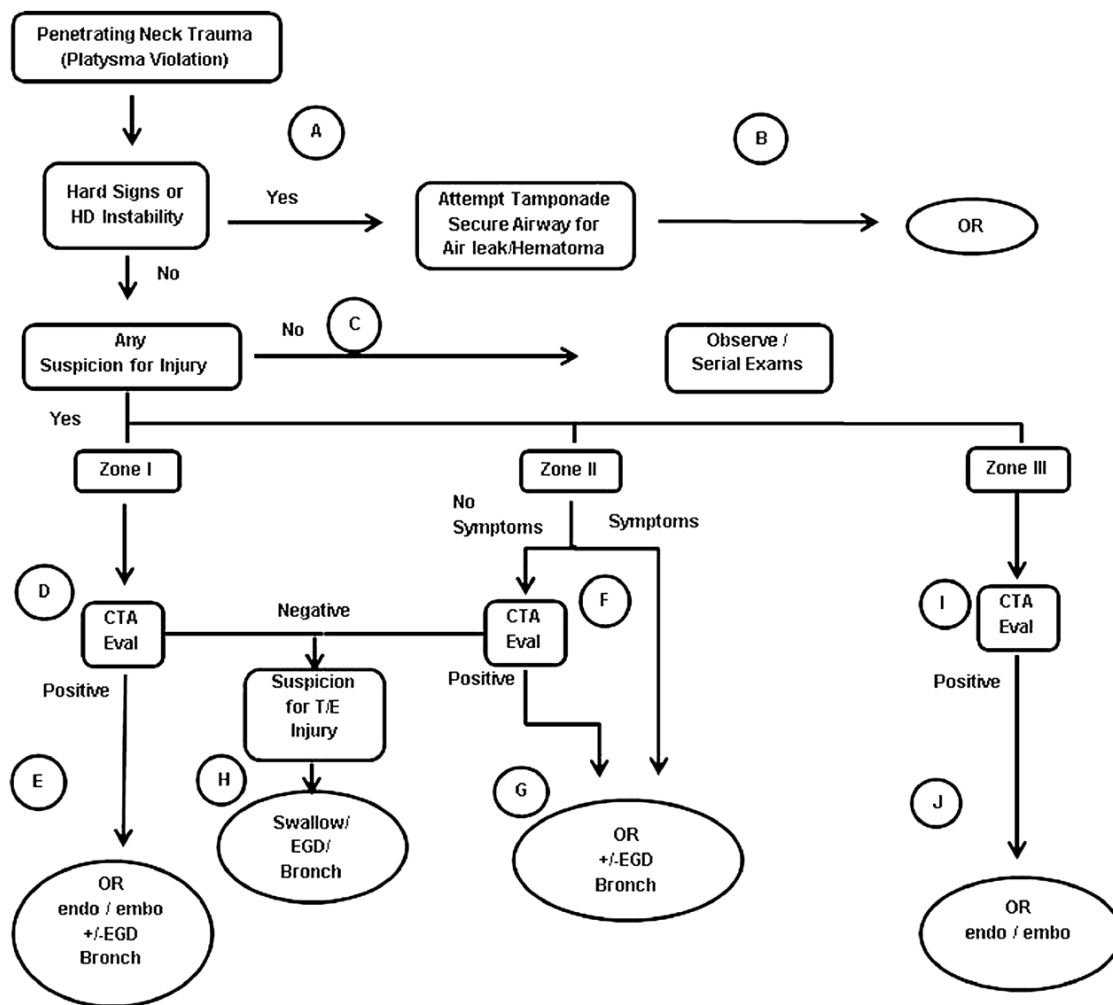 Penetrating Neck Trauma
(Platysma Violation)
A
B
Hard Signs or
HD Instability
Yes
Attempt Tamponade
Secure Airway for
Air leak/Hematoma
OR
No
C
No
Any
Suspicion for Injury
Observe /
Serial Exams
Yes
Zone I
Zone II
Zone III
No
Symptoms
Symptoms
D
CTA
Eval
Negative
CTA
Eval
F
I
CTA
Eval
Positive
Suspicion
for T/E
Injury
Positive
Positive
E
H
Swallow/
EGD/
Bronch
G
OR
+/-EGD
Bronch
J
OR
endo / embo
+/-EGD
Bronch
OR
endo / embo